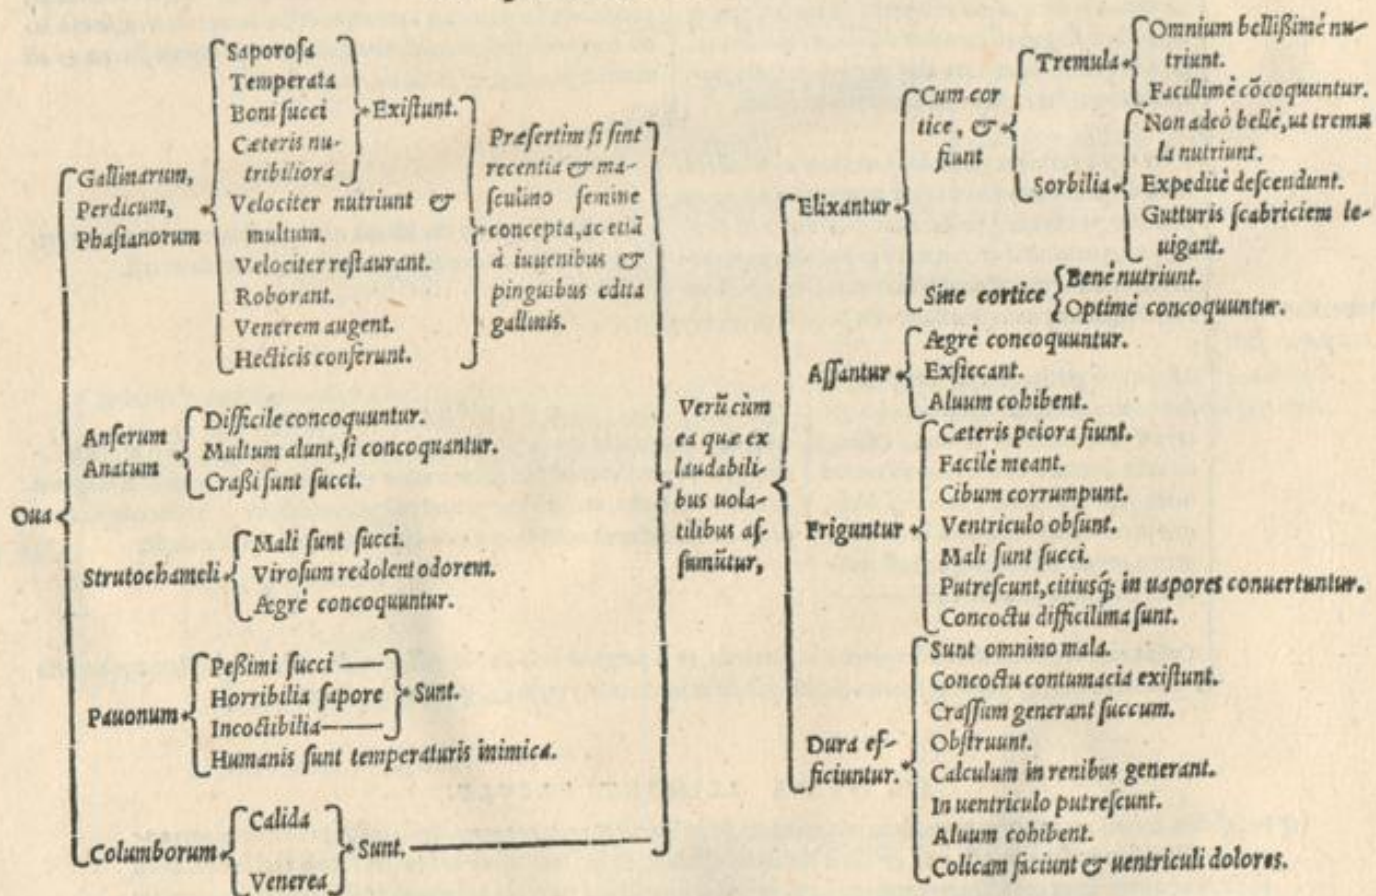 Oua
Gallinarum,
Perdicum,
Phaſianorum
Saporoſa
Temperata
Boni ſucci
Cæteris nu-
tribiliora
Exiſtunt.
Velociter nutriunt &
multum.
Velociter reſtaurant.
Roborant.
Venerem augent.
Hecticis conferunt.
Præſertim ſi ſint
recentia & ma-
ſculino ſemine
concepta, ac etiã
à iuuenibus &
pinguibus edita
gallinis.
Anſerum
Anatum
Difficile concoquuntur.
Multum alunt, ſi concoquantur.
Craßi ſunt ſucci.
Strutochameli
Mali ſunt ſucci.
Viroſum redolent odorem.
Ægrè concoquuntur.
Pauonum
Peßimi ſucci
Horribilia ſapore
Incoctibilia
Sunt.
Humanis ſunt temperaturis inimica.
Columborum
Calida
Venerea
Sunt.
Verũ cùm
ea quæ ex
laudabili-
bus uola-
tilibus aſ-
ſumũtur,
Elixantur
Cum cor
tice, &
fiunt
Tremula
Omnium bellißimè nu-
triunt.
Facillimè cõcoquuntur.
Sorbilia
Non adeò bellè, ut tremu
la nutriunt.
Expeditè deſcendunt.
Gutturis ſcabriciem le-
uigant.
Sine cortice
Benè nutriunt.
Optimè concoquuntur.
Aſſantur
Ægrè concoquuntur.
Exſiccant.
Aluum cohibent.
Friguntur
Cæteris peiora fiunt.
Facilè meant.
Cibum corrumpunt.
Ventriculo obſunt.
Mali ſunt ſucci.
Putreſcunt, citiusq́; in uapores conuertuntur.
Concoctu difficilima ſunt.
Dura ef-
ficiuntur.
Sunt omnino mala.
Concoctu contumacia exiſtunt.
Craſſum generant ſuccum.
Obſtruunt.
Calculum in renibus generant.
In uentriculo putreſcunt.
Aluum cohibent.
Colicam faciunt & uentriculi dolores.